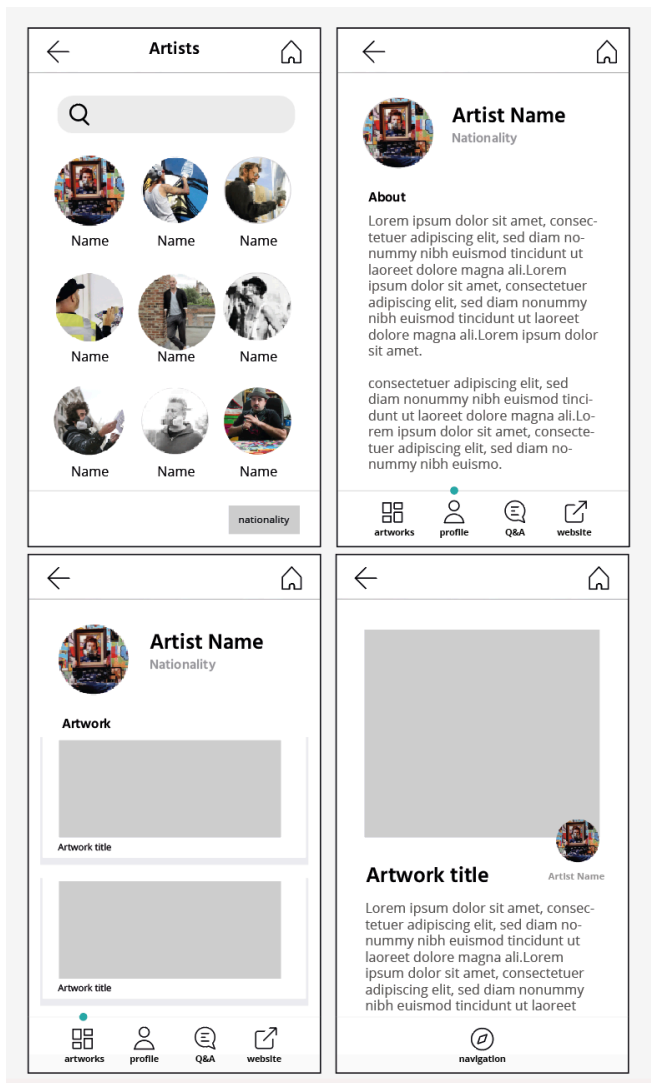 Artists
Name Name Name
Name Name Name
Name Name Name
nationality
Artist Name
Nationality
About
Lorem ipsum dolor sit amet, consec-
tetuer adipiscing elit, sed diam no-
nummy nibh euismod tincidunt ut
laoreet dolore magna ali.Lorem
ipsum dolor sit amet, consectetuer
adipiscing elit, sed diam nonummy
nibh euismod tincidunt ut laoreet
dolore magna ali.Lorem ipsum dolor
sit amet.
consectetuer adipiscing elit, sed
diam nonummy nibh euismod tinci-
dunt ut laoreet dolore magna ali.Lo-
rem ipsum dolor sit amet, consecte-
tuer adipiscing elit, sed diam no-
nummy nibh euismo.
artworks profile Q&A website
Artist Name
Nationality
Artwork
Artwork title
Artwork title
artworks profile Q&A website
Artwork title
Artist Name
Lorem ipsum dolor sit amet, consec-
tetuer adipiscing elit, sed diam no-
nummy nibh euismod tincidunt ut
laoreet dolore magna ali.Lorem
ipsum dolor sit amet, consectetuer
adipiscing elit, sed diam nonummy
nibh euismod tincidunt ut laoreet
navigation